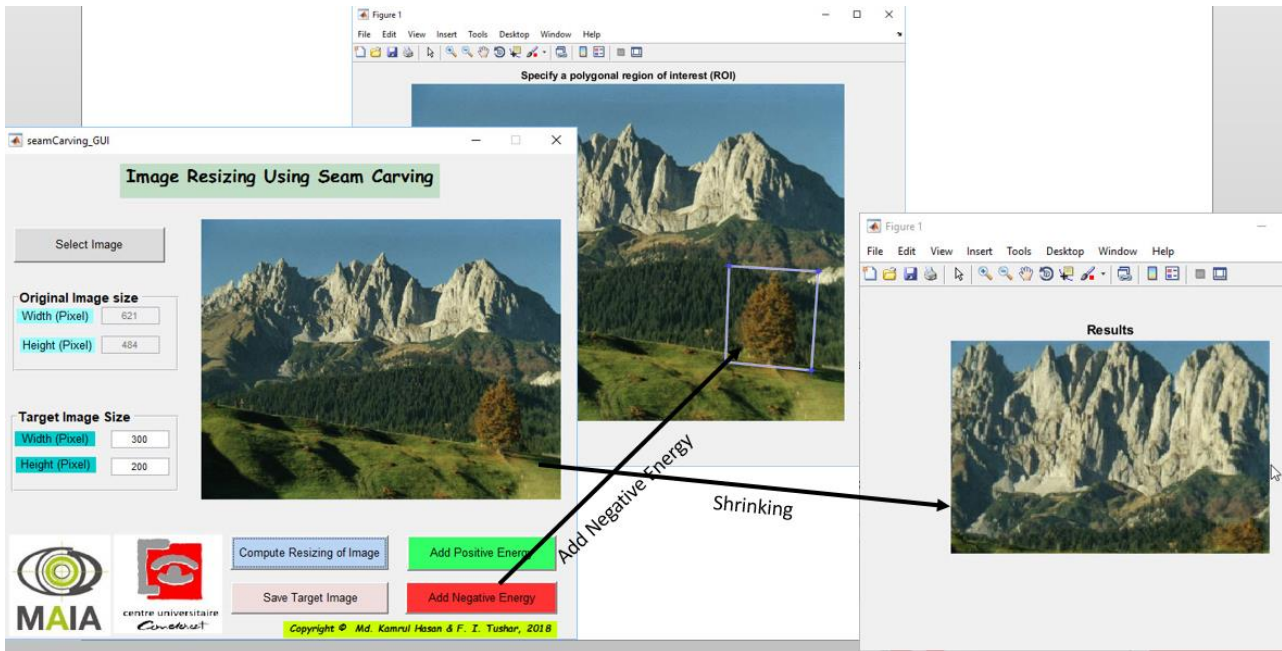 Figure 1
File Edit View Insert Tools Desktop Window Help
Specify a polygonal region of interest (ROI)
seamCarving_GUI
Image Resizing Using Seam Carving
Select Image
Original Image size
Width (Pixel) 621
Height (Pixel) 484
Target Image Size
Width (Pixel) 300
Height (Pixel) 200
Compute Resizing of Image
Add Positive Energy
Save Target Image
Add Negative Energy
MAIA
centre universitaire
Condorcet
Copyright © Md. Kamrul Hasan & F. I. Tushar, 2018
Add Negative Energy
Shrinking
Figure 1
File Edit View Insert Tools Desktop Window Help
Results